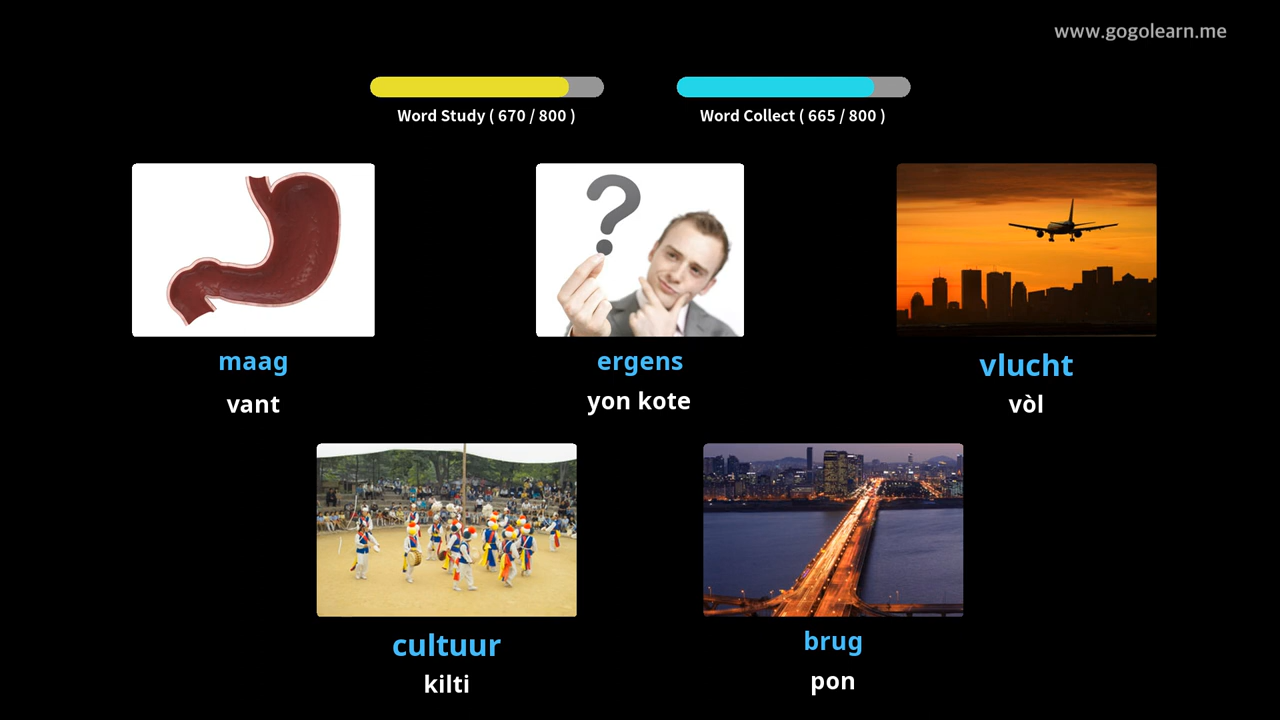 www.gogolearn.me
Word Study ( 670 / 800 )
Word Collect ( 665 / 800 )
maag
vant
ergens
yon kote
vlucht
vòl
cultuur
kilti
brug
pon